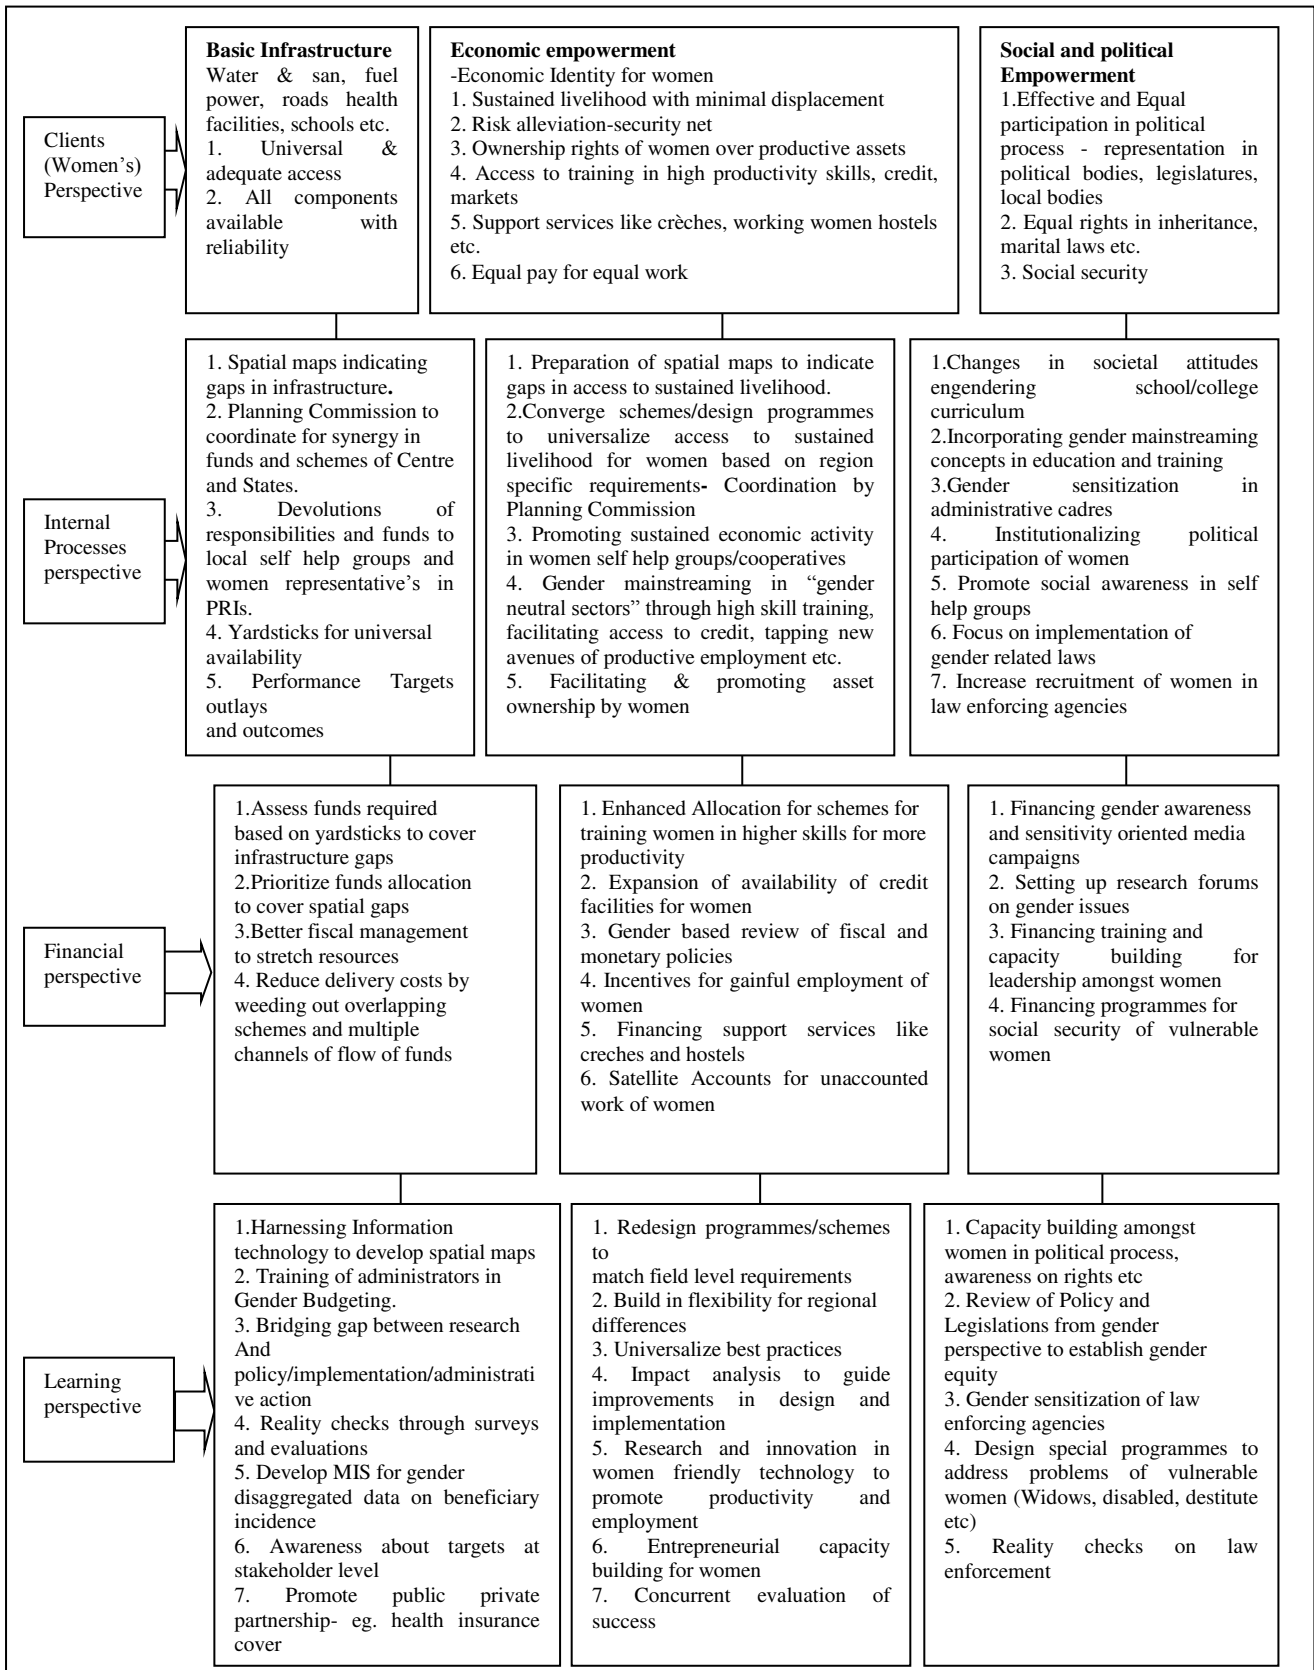 Clients
(Women's)
Perspective
Basic Infrastructure
Water & san, fuel
power, roads health
facilities, schools etc.
1. Universal &
adequate access
2. All components
available with
reliability
Economic empowerment
-Economic Identity for women
1. Sustained livelihood with minimal displacement
2. Risk alleviation-security net
3. Ownership rights of women over productive assets
4. Access to training in high productivity skills, credit,
markets
5. Support services like crèches, working women hostels
etc.
6. Equal pay for equal work
Social and political
Empowerment
1.Effective and Equal
participation in political
process - representation in
political bodies, legislatures,
local bodies
2. Equal rights in inheritance,
marital laws etc.
3. Social security
Internal
Processes
perspective
1. Spatial maps indicating
gaps in infrastructure.
2. Planning Commission to
coordinate for synergy in
funds and schemes of Centre
and States.
3. Devolutions of
responsibilities and funds to
local self help groups and
women representative's in
PRIs.
4. Yardsticks for universal
availability
5. Performance Targets
outlays
and outcomes
1. Preparation of spatial maps to indicate
gaps in access to sustained livelihood.
2.Converge schemes/design programmes
to universalize access to sustained
livelihood for women based on region
specific requirements- Coordination by
Planning Commission
3. Promoting sustained economic activity
in women self help groups/cooperatives
4. Gender mainstreaming in "gender
neutral sectors" through high skill training,
facilitating access to credit, tapping new
avenues of productive employment etc.
5. Facilitating & promoting asset
ownership by women
1.Changes in societal attitudes
engendering school/college
curriculum
2.Incorporating gender mainstreaming
concepts in education and training
3.Gender sensitization in
administrative cadres
4. Institutionalizing political
participation of women
5. Promote social awareness in self
help groups
6. Focus on implementation of
gender related laws
7. Increase recruitment of women in
law enforcing agencies
Financial
perspective
1.Assess funds required
based on yardsticks to cover
infrastructure gaps
2.Prioritize funds allocation
to cover spatial gaps
3.Better fiscal management
to stretch resources
4. Reduce delivery costs by
weeding out overlapping
schemes and multiple
channels of flow of funds
1. Enhanced Allocation for schemes for
training women in higher skills for more
productivity
2. Expansion of availability of credit
facilities for women
3. Gender based review of fiscal and
monetary policies
4. Incentives for gainful employment of
women
5. Financing support services like
creches and hostels
6. Satellite Accounts for unaccounted
work of women
1. Financing gender awareness
and sensitivity oriented media
campaigns
2. Setting up research forums
on gender issues
3. Financing training and
capacity building for
leadership amongst women
4. Financing programmes for
social security of vulnerable
women
Learning
perspective
1.Harnessing Information
technology to develop spatial maps
2. Training of administrators in
Gender Budgeting.
3. Bridging gap between research
And
policy/implementation/administrati
ve action
4. Reality checks through surveys
and evaluations
5. Develop MIS for gender
disaggregated data on beneficiary
incidence
6. Awareness about targets at
stakeholder level
7. Promote public private
partnership- eg. health insurance
cover
1. Redesign programmes/schemes
to
match field level requirements
2. Build in flexibility for regional
differences
3. Universalize best practices
4. Impact analysis to guide
improvements in design and
implementation
5. Research and innovation in
women friendly technology to
promote productivity and
employment
6. Entrepreneurial capacity
building for women
7. Concurrent evaluation of
success
1. Capacity building amongst
women in political process,
awareness on rights etc
2. Review of Policy and
Legislations from gender
perspective to establish gender
equity
3. Gender sensitization of law
enforcing agencies
4. Design special programmes to
address problems of vulnerable
women (Widows, disabled, destitute
etc)
5. Reality checks on law
enforcement